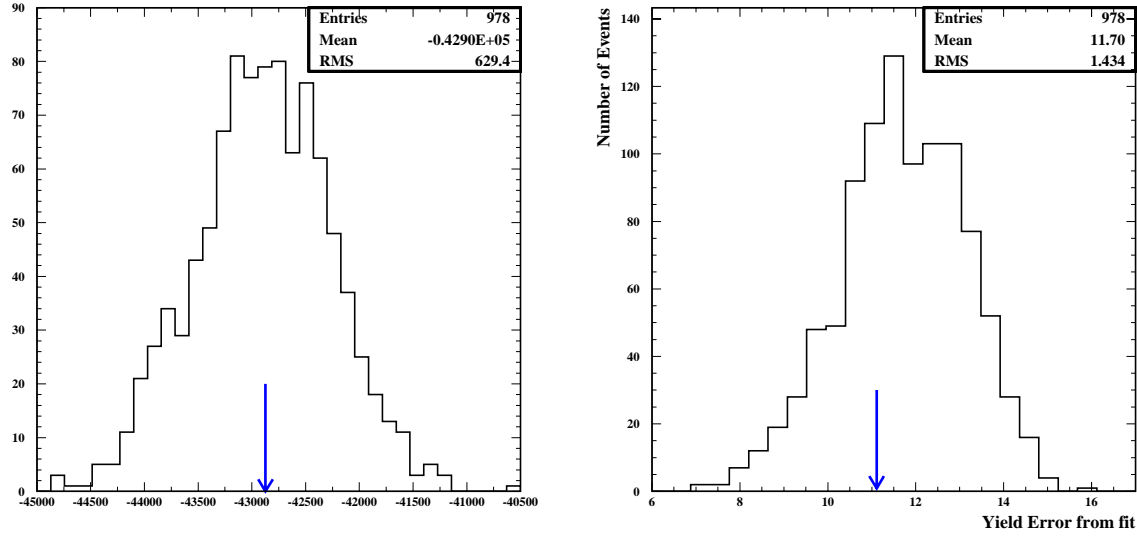 Entries 978
Mean -0.4290E+05
RMS 629.4
90
80
70
60
50
40
30
20
10
0
-45000 -44500 -44000 -43500 -43000 -42500 -42000 -41500 -41000 -40500
Entries 978
Mean 11.70
RMS 1.434
Number of Events
140
120
100
80
60
40
20
0
6 8 10 12 14 16
Yield Error from fit